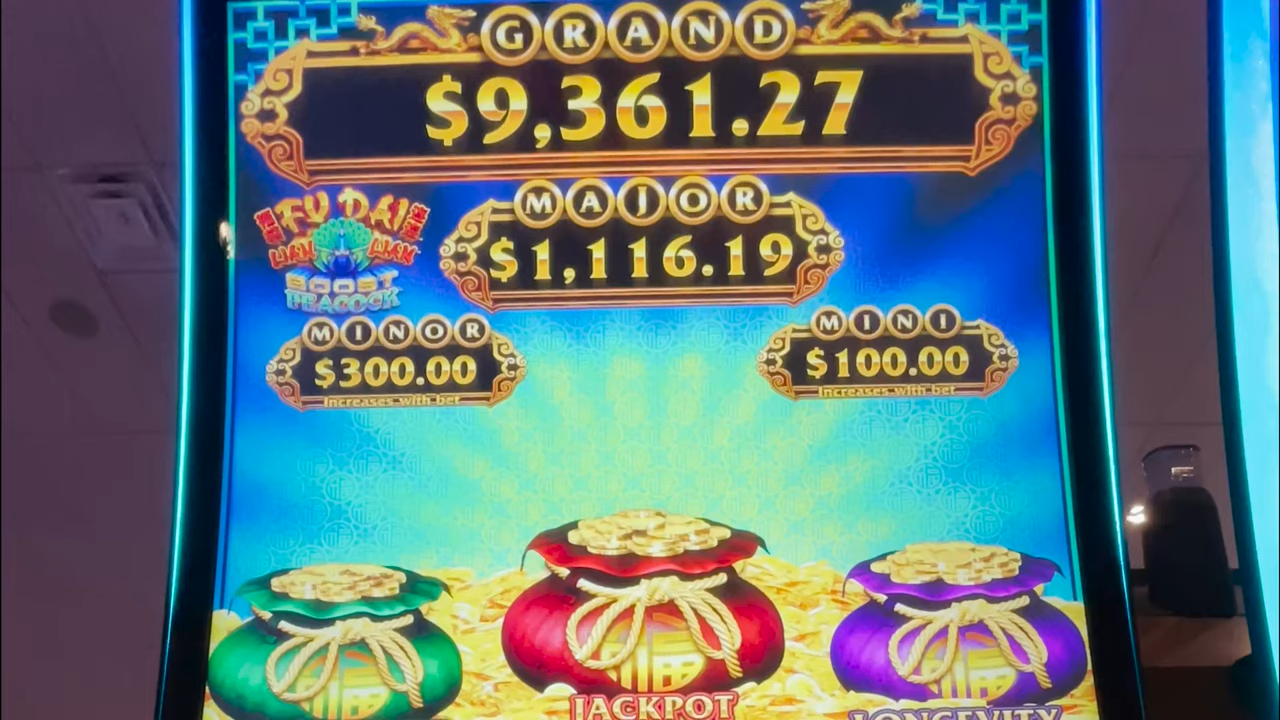 GRAND
$9,361.27
MAJOR
$1,116.19
FU DAI
LIAN LIAN
BOOST
PEACOCK
MINOR
$300.00
Increases with bet
MINI
$100.00
Increases with bet
JACKPOT
LONGEVITY